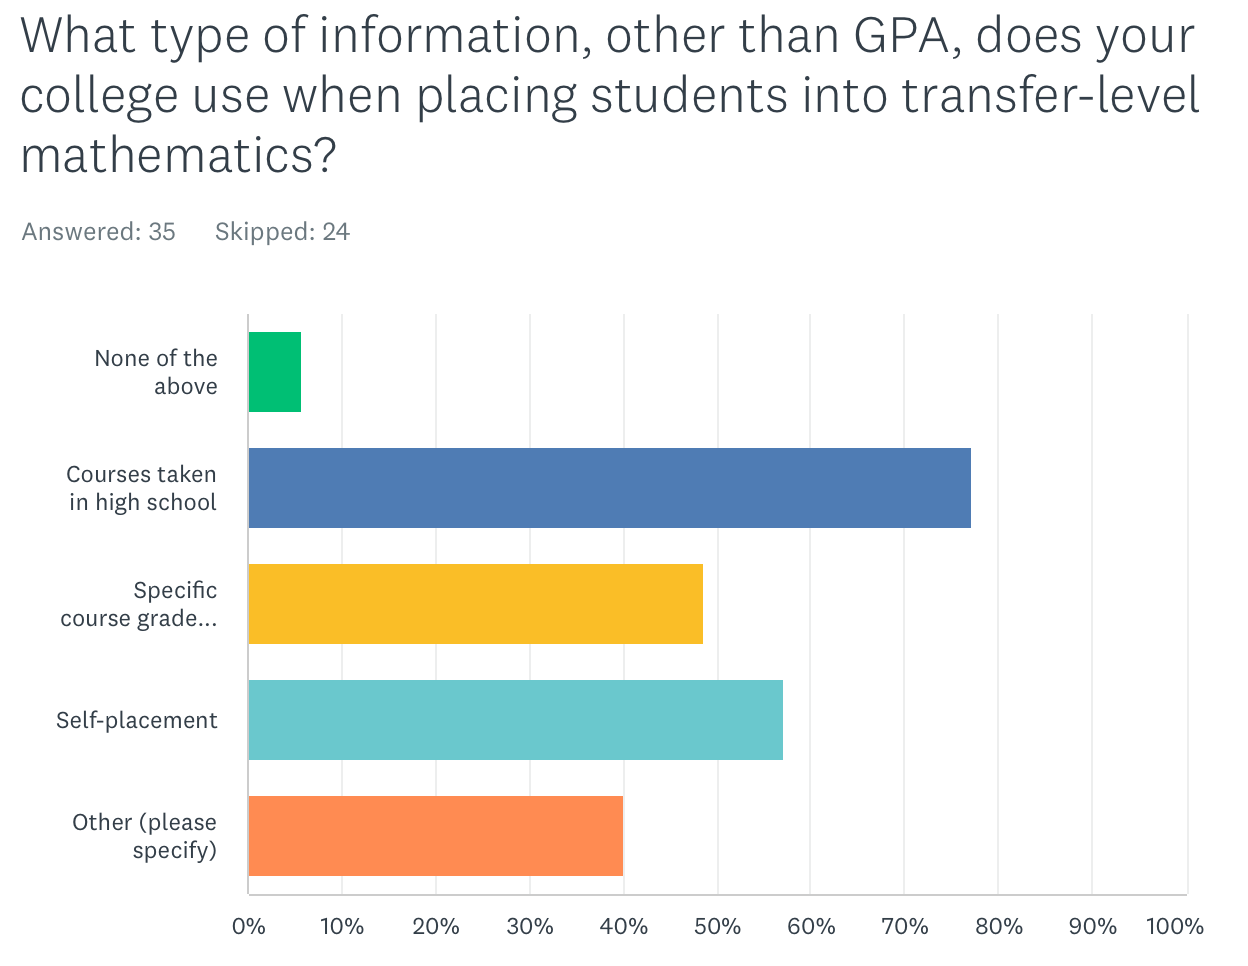 What type of information, other than GPA, does your
college use when placing students into transfer-level
mathematics?
Answered: 35 Skipped: 24
None of the
above
Courses taken
in high school
Specific
course grade...
Self-placement
Other (please
specify)
0% 10% 20% 30% 40% 50% 60% 70% 80% 90% 100%